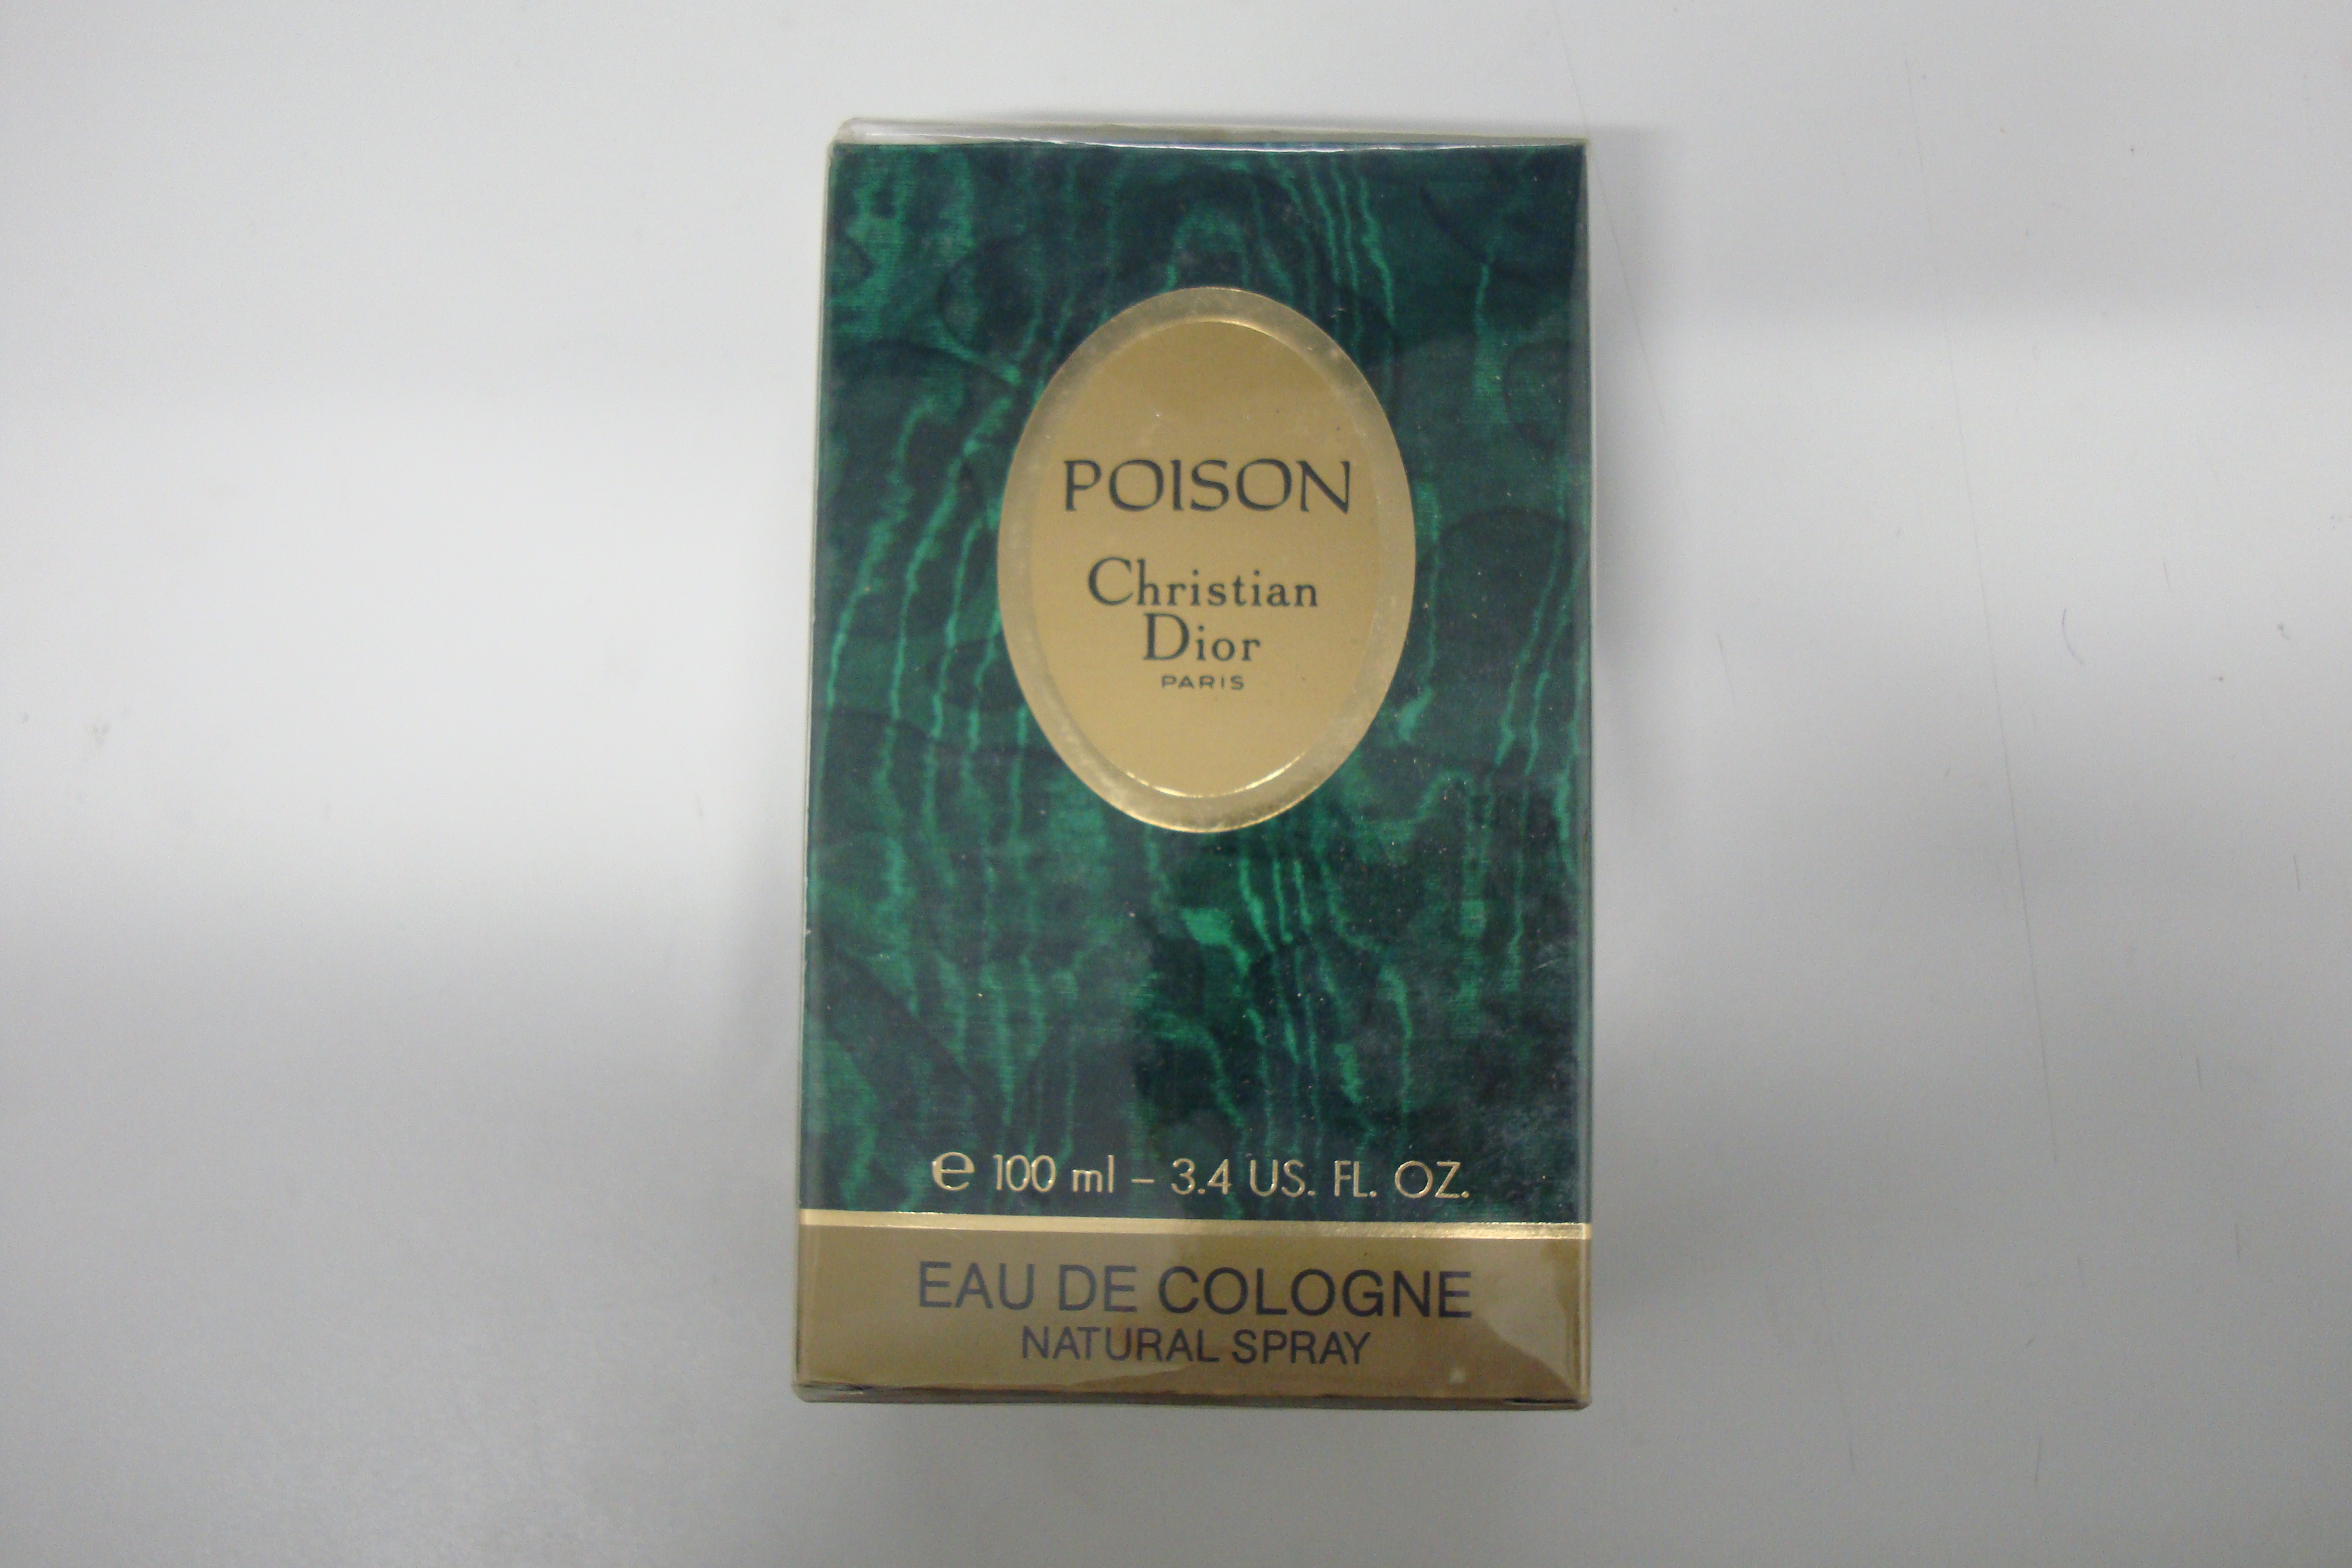 POISON
Christian
Dior
PARIS
℮ 100 ml – 3.4 US. FL. OZ.
EAU DE COLOGNE
NATURAL SPRAY